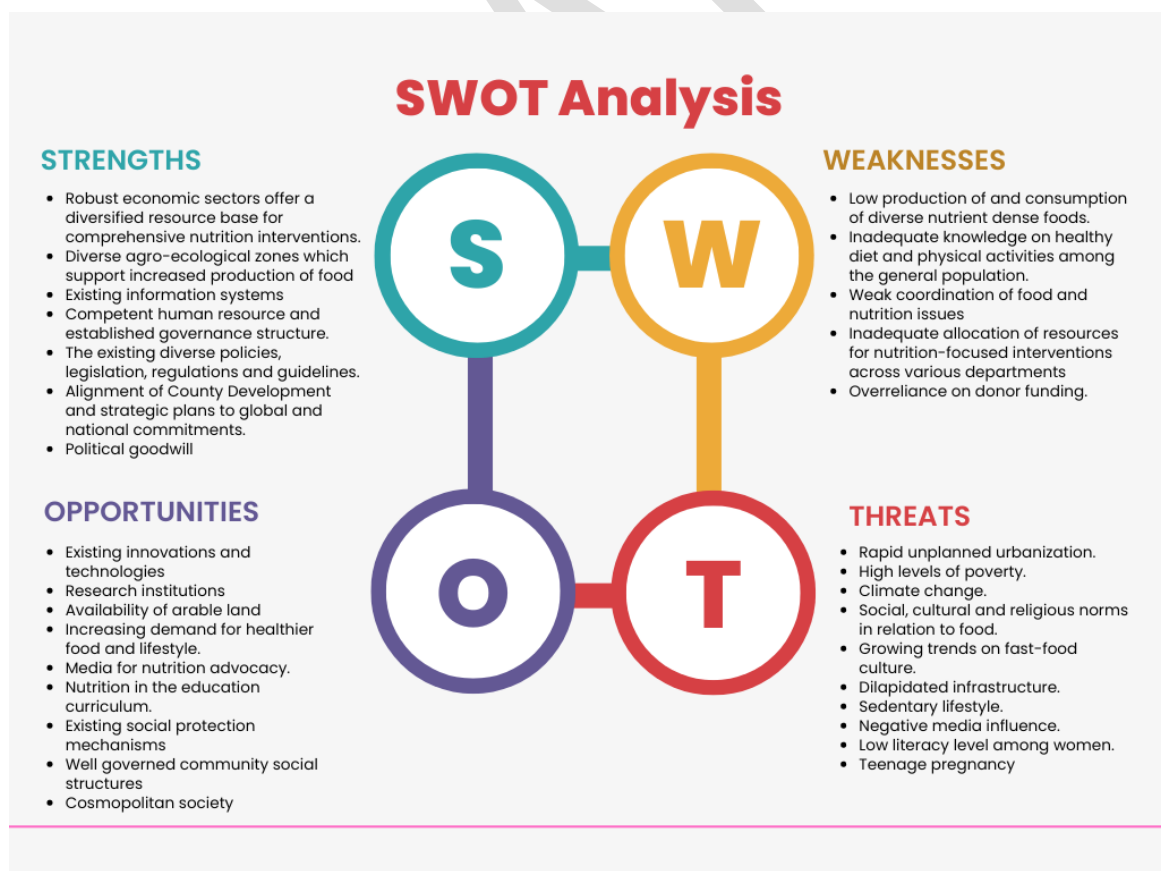 SWOT Analysis
STRENGTHS
• Robust economic sectors offer a
diversified resource base for
comprehensive nutrition interventions.
• Diverse agro-ecological zones which
support increased production of food
• Existing information systems
• Competent human resource and
established governance structure.
• The existing diverse policies,
legislation, regulations and guidelines.
• Alignment of County Development
and strategic plans to global and
national commitments.
• Political goodwill
S
W
WEAKNESSES
• Low production of and consumption
of diverse nutrient dense foods.
• Inadequate knowledge on healthy
diet and physical activities among
the general population.
• Weak coordination of food and
nutrition issues
• Inadequate allocation of resources
for nutrition-focused interventions
across various departments
• Overreliance on donor funding.
OPPORTUNITIES
• Existing innovations and
technologies
• Research institutions
• Availability of arable land
• Increasing demand for healthier
food and lifestyle.
• Media for nutrition advocacy.
• Nutrition in the education
curriculum.
• Existing social protection
mechanisms
• Well governed community social
structures
• Cosmopolitan society
O
T
THREATS
• Rapid unplanned urbanization.
• High levels of poverty.
• Climate change.
• Social, cultural and religious norms
in relation to food.
• Growing trends on fast-food
culture.
• Dilapidated infrastructure.
• Sedentary lifestyle.
• Negative media influence.
• Low literacy level among women.
• Teenage pregnancy